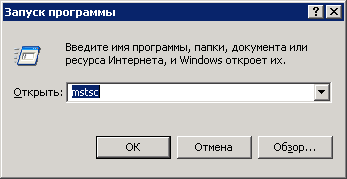 Запуск программы
Введите имя программы, папки, документа или
ресурса Интернета, и Windows откроет их.
Открыть: mstsc
OK Отмена Обзор...